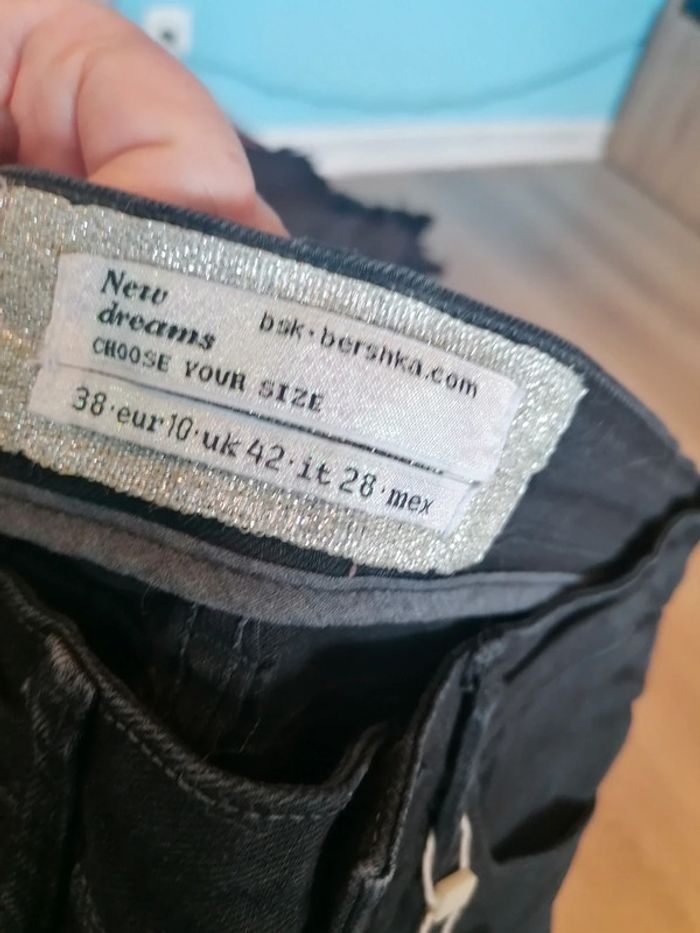 New
dreams
bsk·bershka.com
CHOOSE YOUR SIZE
38·eur 10·uk 42·it 28·mex